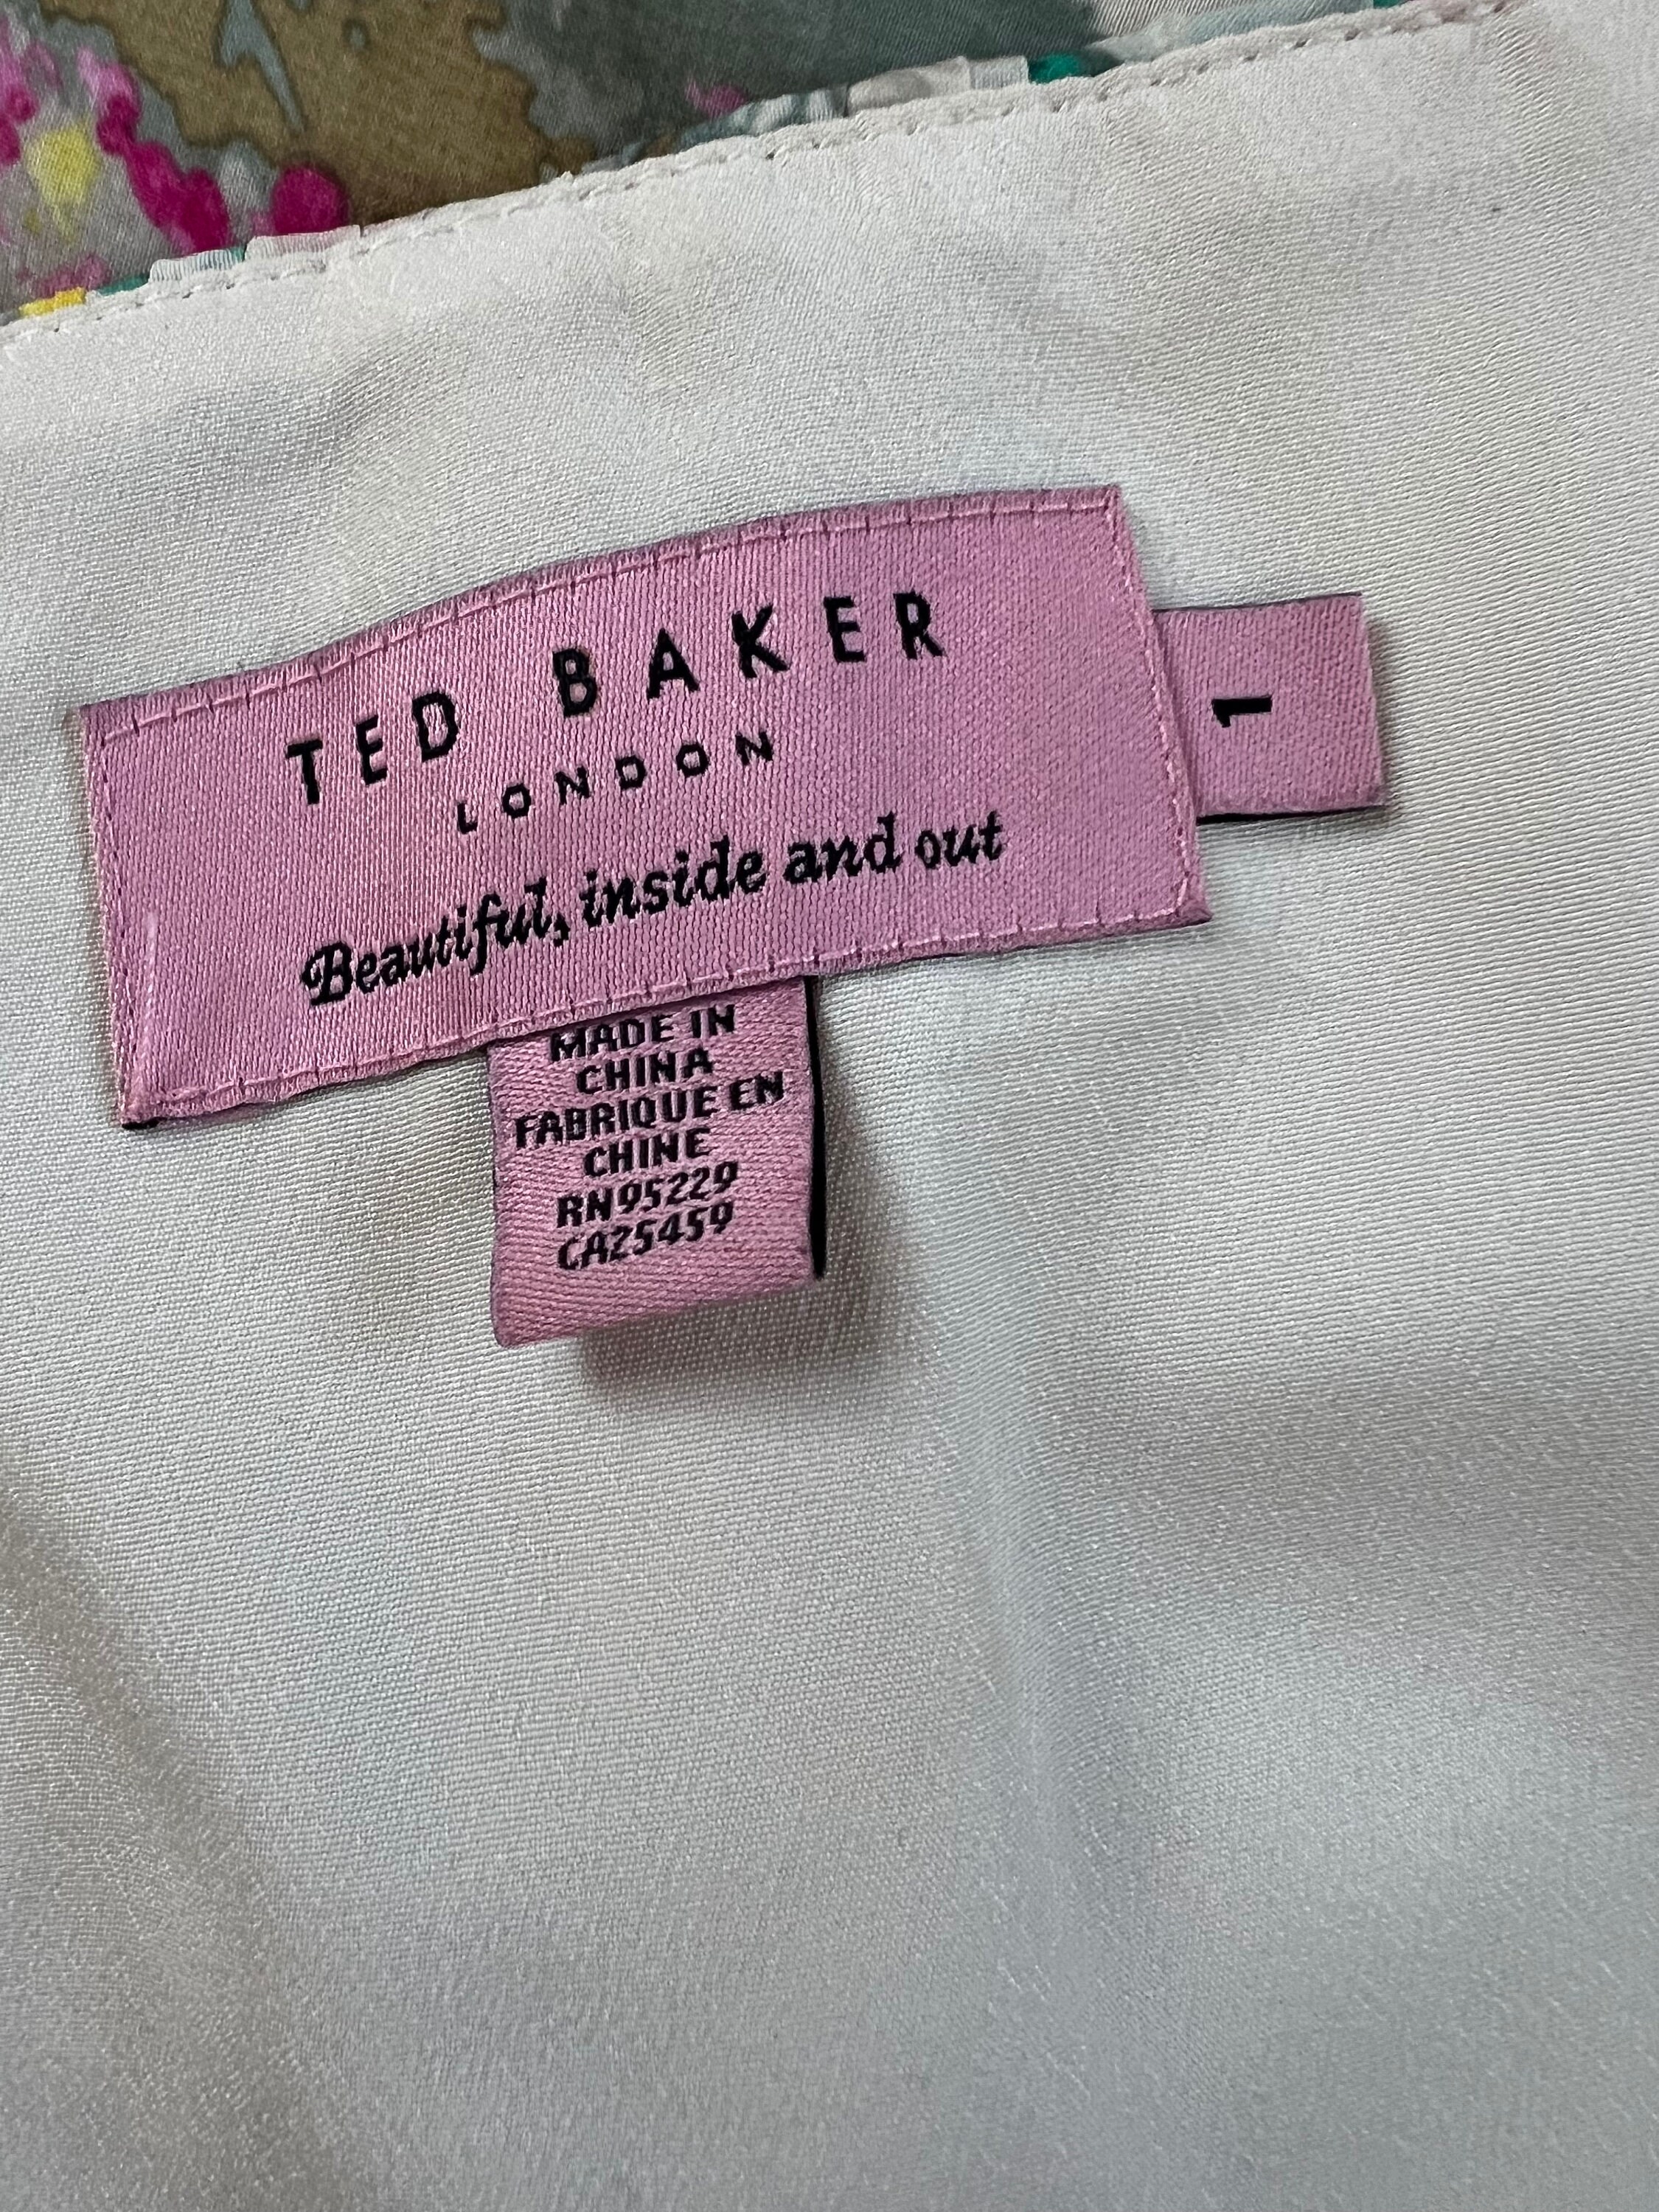 TED BAKER
LONDON
Beautiful, inside and out
1
MADE IN
CHINA
FABRIQUE EN
CHINE
RN95229
CA25459